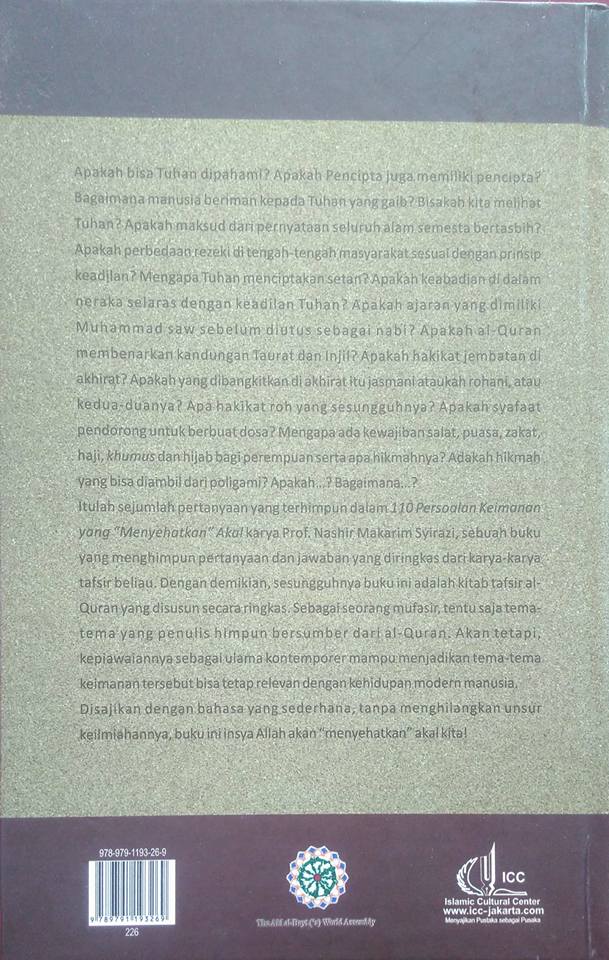 Apakah bisa Tuhan dipahami? Apakah Pencipta juga memiliki pencipta?
Bagaimana manusia beriman kepada Tuhan yang gaib? Bisakah kita melihat
Tuhan? Apakah maksud dari pernyataan seluruh alam semesta bertasbih?
Apakah perbedaan rezeki di tengah-tengah masyarakat sesuai dengan prinsip
keadilan? Mengapa Tuhan menciptakan setan? Apakah keabadian di dalam
neraka selaras dengan keadilan Tuhan? Apakah ajaran yang dimiliki
Muhammad saw sebelum diutus sebagai nabi? Apakah al-Quran
membenarkan kandungan Taurat dan Injil? Apakah hakikat jembatan di
akhirat? Apakah yang dibangkitkan di akhirat itu jasmani ataukah rohani, atau
kedua-duanya? Apa hakikat roh yang sesungguhnya? Apakah syafaat
pendorong untuk berbuat dosa? Mengapa ada kewajiban salat, puasa, zakat,
haji, khumus dan hijab bagi perempuan serta apa hikmahnya? Adakah hikmah
yang bisa diambil dari poligami? Apakah...? Bagaimana...?
Itulah sejumlah pertanyaan yang terhimpun dalam 110 Persoalan Keimanan
yang "Menyehatkan" Akal karya Prof. Nashir Makarim Syirazi, sebuah buku
yang menghimpun pertanyaan dan jawaban yang diringkas dari karya-karya
tafsir beliau. Dengan demikian, sesungguhnya buku ini adalah kitab tafsir al-
Quran yang disusun secara ringkas. Sebagai seorang mufasir, tentu saja tema-
tema yang penulis himpun bersumber dari al-Quran. Akan tetapi,
kepiawaiannya sebagai ulama kontemporer mampu menjadikan tema-tema
keimanan tersebut bisa tetap relevan dengan kehidupan modern manusia.
Disajikan dengan bahasa yang sederhana, tanpa menghilangkan unsur
keilmiahannya, buku ini insya Allah akan "menyehatkan" akal kita!
978-979-1193-26-9
9 789791 193269
226
The Ahl al-Bayt (’a) World Assembly
ICC
Islamic Cultural Center
www.icc-jakarta.com
Menyajikan Pustaka sebagai Pusaka